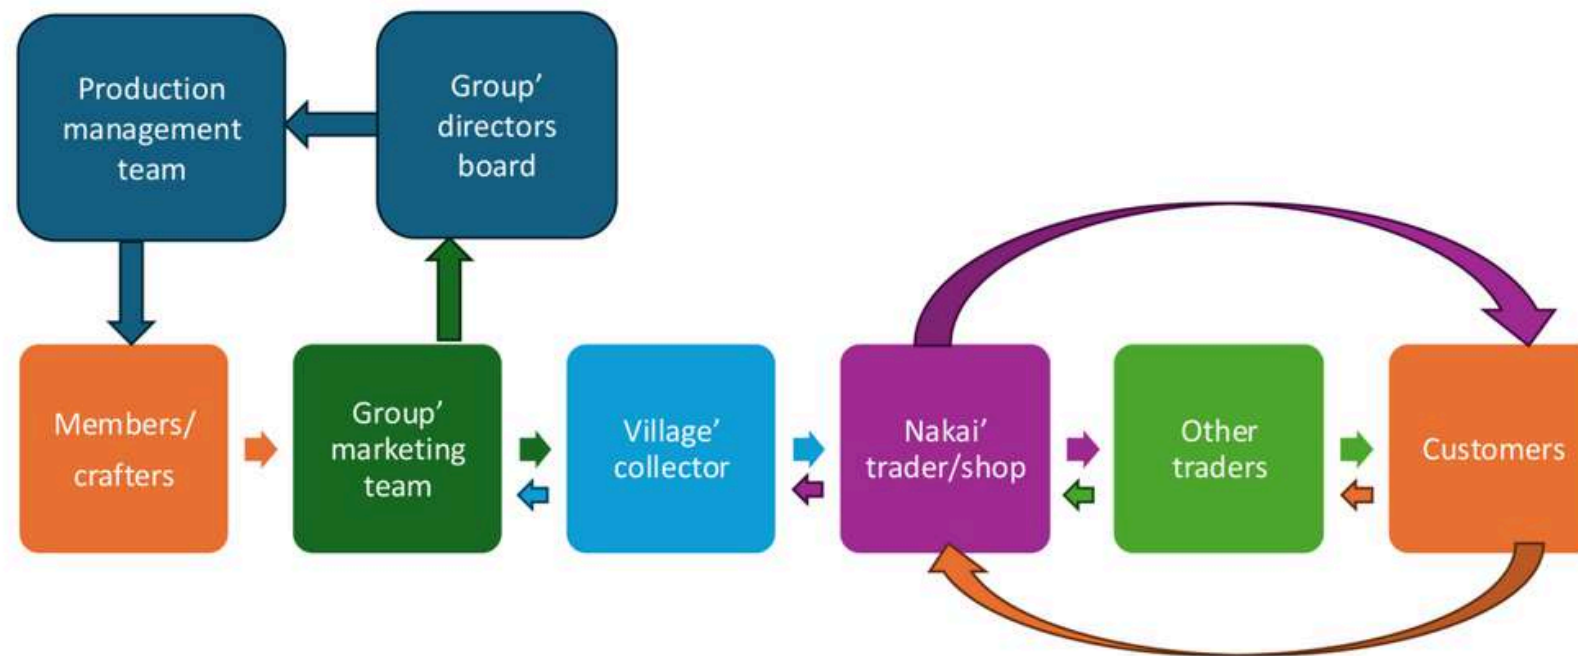 Production
management
team
Group’
directors
board
Members/
crafters
Group’
marketing
team
Village’
collector
Nakai’
trader/shop
Other
traders
Customers